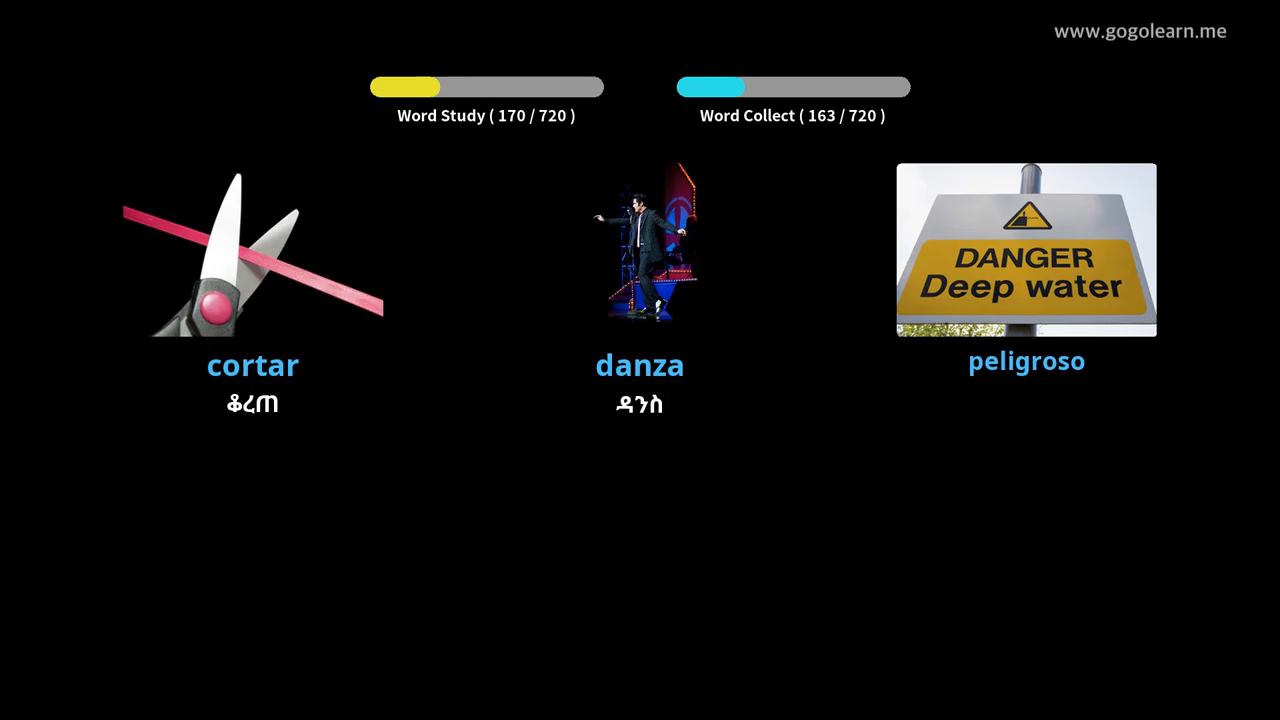 www.gogolearn.me
Word Study ( 170 / 720 )
Word Collect ( 163 / 720 )
DANGER
Deep water
cortar
danza
peligroso
ቆረጠ
ዳንስ